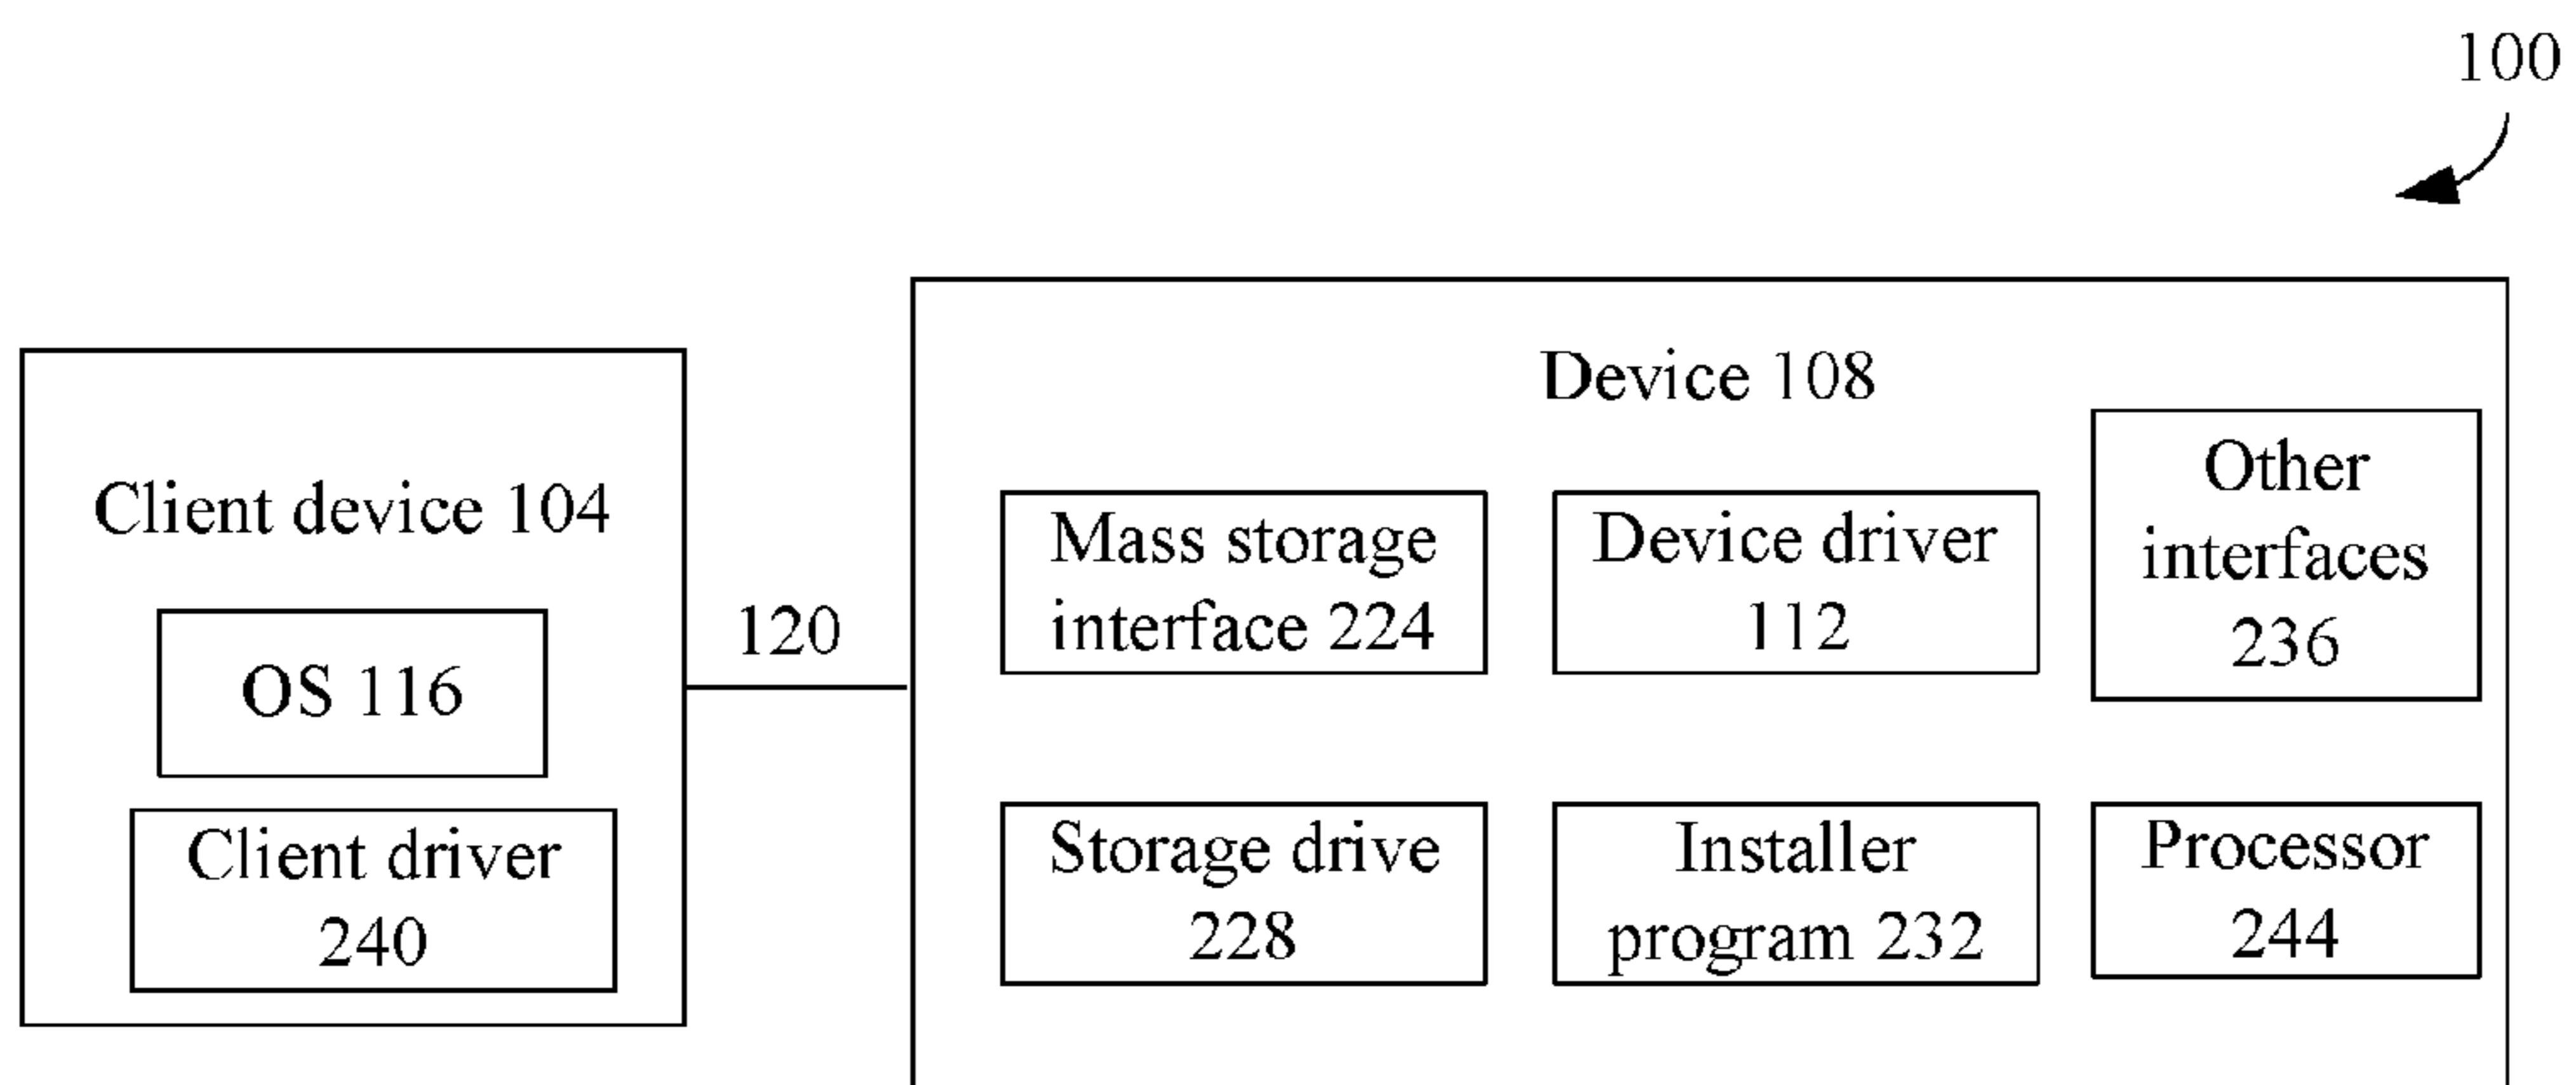 100
Client device 104
OS 116
Client driver
240
120
Device 108
Mass storage
interface 224
Device driver
112
Other
interfaces
236
Storage drive
228
Installer
program 232
Processor
244